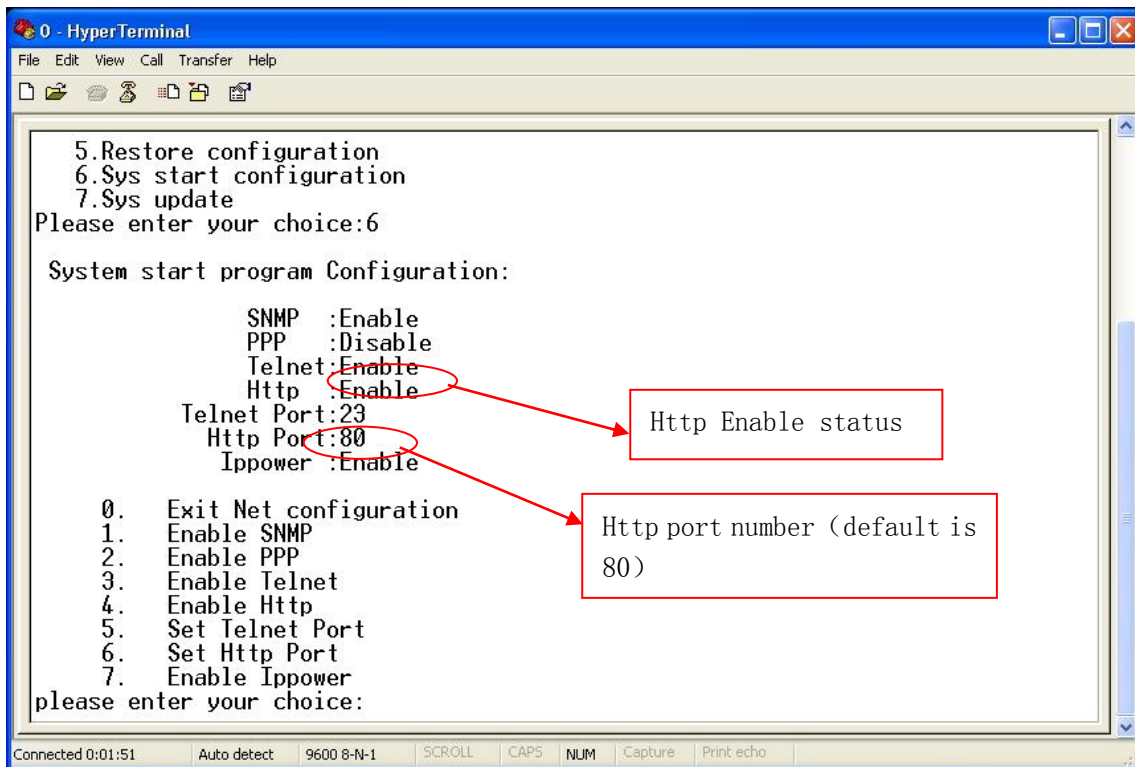 0 - HyperTerminal
File Edit View Call Transfer Help
5.Restore configuration
6.Sys start configuration
7.Sys update
Please enter your choice:6
System start program Configuration:
SNMP :Enable
PPP :Disable
Telnet:Enable
Http :Enable
Telnet Port:23
Http Port:80
Ippower :Enable
Http Enable status
Http port number（default is
80）
0. Exit Net configuration
1. Enable SNMP
2. Enable PPP
3. Enable Telnet
4. Enable Http
5. Set Telnet Port
6. Set Http Port
7. Enable Ippower
please enter your choice:
Connected 0:01:51 Auto detect 9600 8-N-1 SCROLL CAPS NUM Capture Print echo